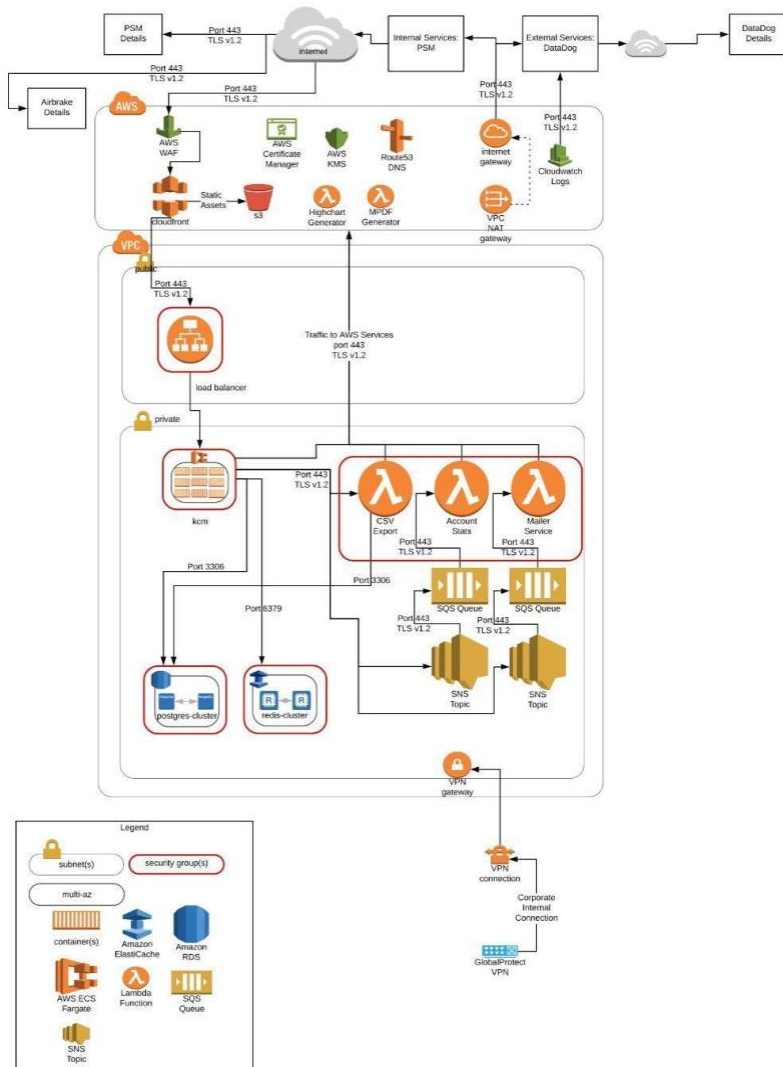 PSM
Details
Port 443
TLS v1.2
internet
Internal Services:
PSM
External Services:
DataDog
DataDog
Details
Port 443
TLS v1.2
Port 443
TLS v1.2
Port 443
TLS v1.2
Port 443
TLS v1.2
Airbrake
Details
AWS
AWS
WAF
AWS
Certificate
Manager
AWS
KMS
Route53
DNS
internet
gateway
Cloudwatch
Logs
cloudfront
Static
Assets
s3
Highchart
Generator
MPDF
Generator
VPC
NAT
gateway
VPC
public
Port 443
TLS v1.2
Traffic to AWS Services
port 443
TLS v1.2
load balancer
private
kcm
Port 443
TLS v1.2
CSV
Export
Account
Stats
Mailer
Service
Port 443
TLS v1.2
Port 443
TLS v1.2
Port 3306
Port 3306
Port 6379
SQS Queue
SQS Queue
Port 443
TLS v1.2
Port 443
TLS v1.2
SNS
Topic
SNS
Topic
postgres-cluster
R
R
redis-cluster
VPN
gateway
VPN
connection
Corporate
Internal
Connection
GlobalProtect
VPN
Legend
subnet(s)
security group(s)
multi-az
container(s)
Amazon
ElastiCache
Amazon
RDS
AWS ECS
Fargate
Lambda
Function
SQS
Queue
SNS
Topic